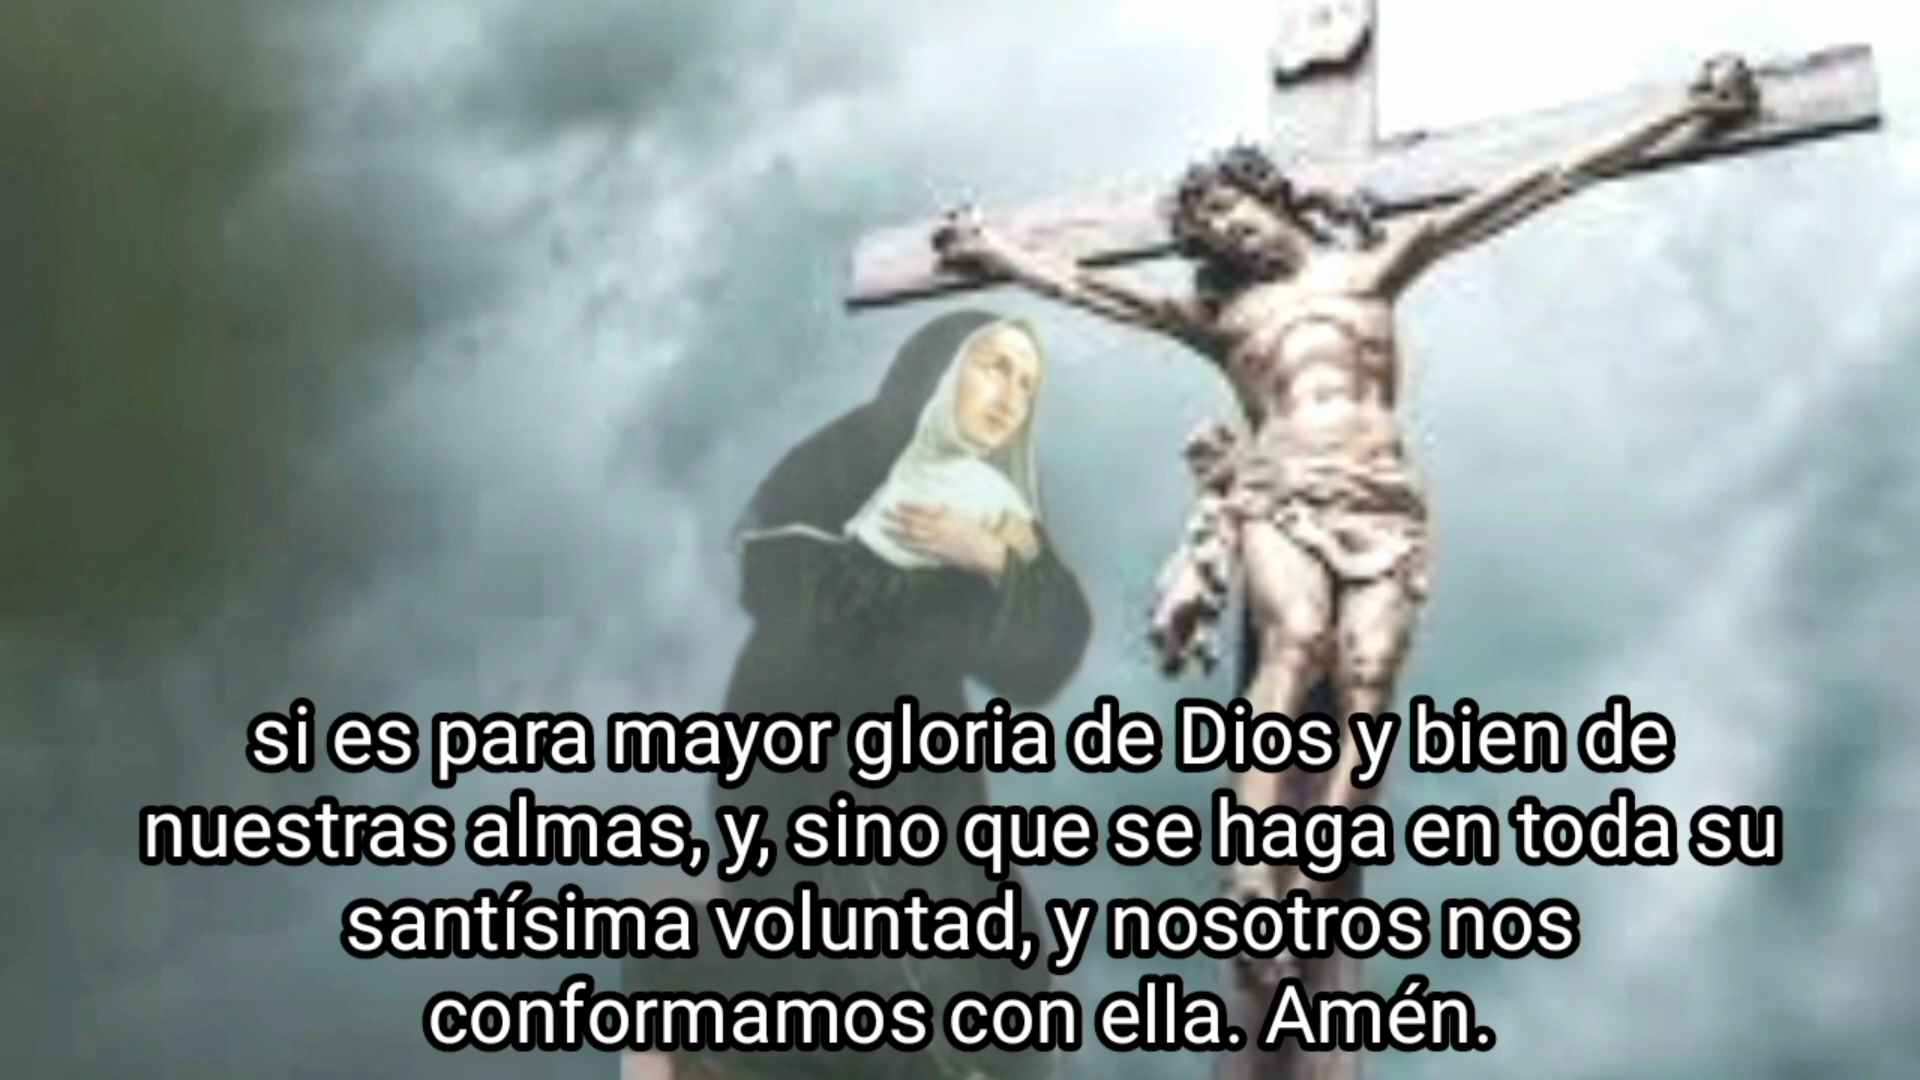 si es para mayor gloria de Dios y bien de
nuestras almas, y, sino que se haga en toda su
santísima voluntad, y nosotros nos
conformamos con ella. Amén.